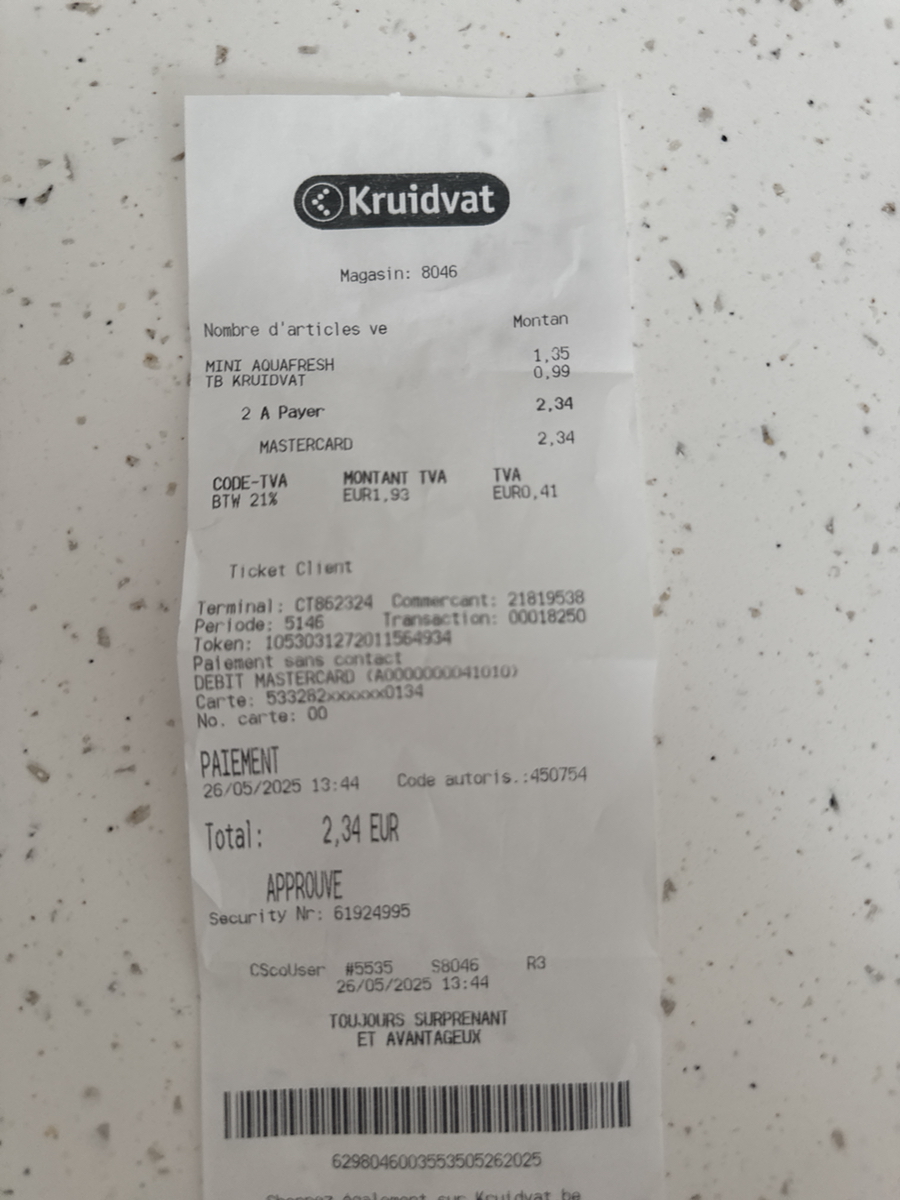 Kruidvat
Magasin: 8046
Nombre d'articles ve Montan
MINI AQUAFRESH 1,35
TB KRUIDVAT 0,99
2 A Payer 2,34
MASTERCARD 2,34
CODE-TVA MONTANT TVA TVA
BTW 21% EUR1,93 EUR0,41
Ticket Client
Terminal: CT862324 Commercant: 21819538
Periode: 5146 Transaction: 00018250
Token: 1053031272011564934
Paiement sans contact
DEBIT MASTERCARD (A0000000041010)
Carte: 533282xxxxxx0134
No. carte: 00
PAIEMENT
26/05/2025 13:44 Code autoris.:450754
Total: 2,34 EUR
APPROUVE
Security Nr: 61924995
CScoUser #5535 S8046 R3
26/05/2025 13:44
TOUJOURS SURPRENANT
ET AVANTAGEUX
6298046003553505262025
également sur Kruidvat.be